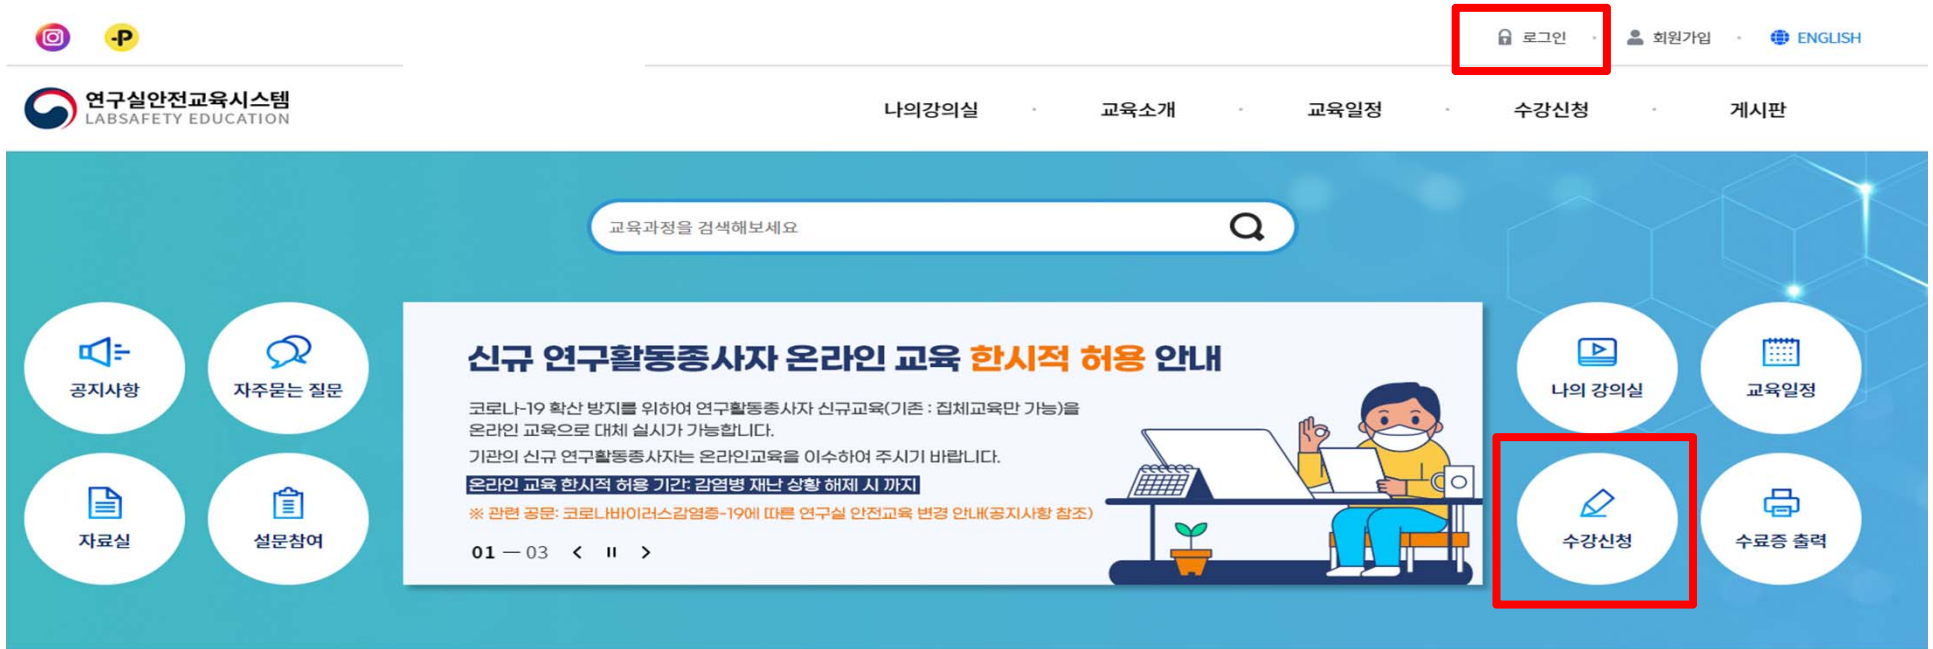 P
로그인
회원가입
ENGLISH
연구실안전교육시스템
LABSAFETY EDUCATION
나의강의실
교육소개
교육일정
수강신청
게시판
교육과정을 검색해보세요
공지사항
자주묻는 질문
자료실
설문참여
신규 연구활동종사자 온라인 교육 한시적 허용 안내
코로나-19 확산 방지를 위하여 연구활동종사자 신규교육(기존 : 집체교육만 가능)을
온라인 교육으로 대체 실시가 가능합니다.
기관의 신규 연구활동종사자는 온라인교육을 이수하여 주시기 바랍니다.
온라인 교육 한시적 허용 기간: 감염병 재난 상황 해제 시 까지
※ 관련 공문: 코로나바이러스감염증-19에 따른 연구실 안전교육 변경 안내(공지사항 참조)
01 — 03
나의 강의실
교육일정
수강신청
수료증 출력